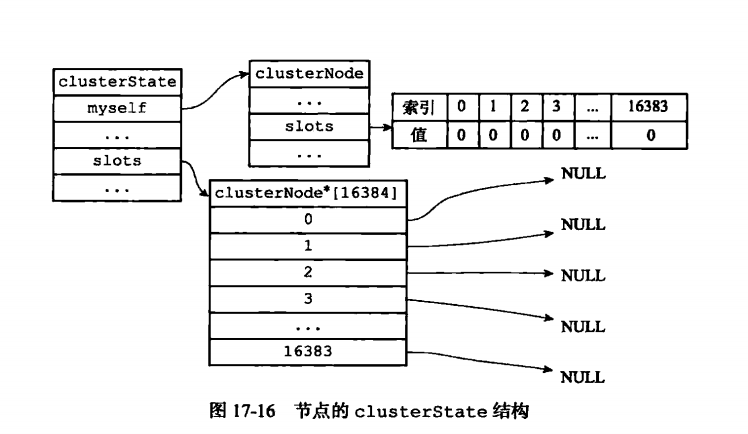 clusterState
myself
...
slots
...
clusterNode
...
slots
...
索引 0 1 2 3 ... 16383
值 0 0 0 0 ... 0
clusterNode*[16384]
0
1
2
3
...
16383
NULL
NULL
NULL
NULL
NULL
图 17-16 节点的 clusterState 结构